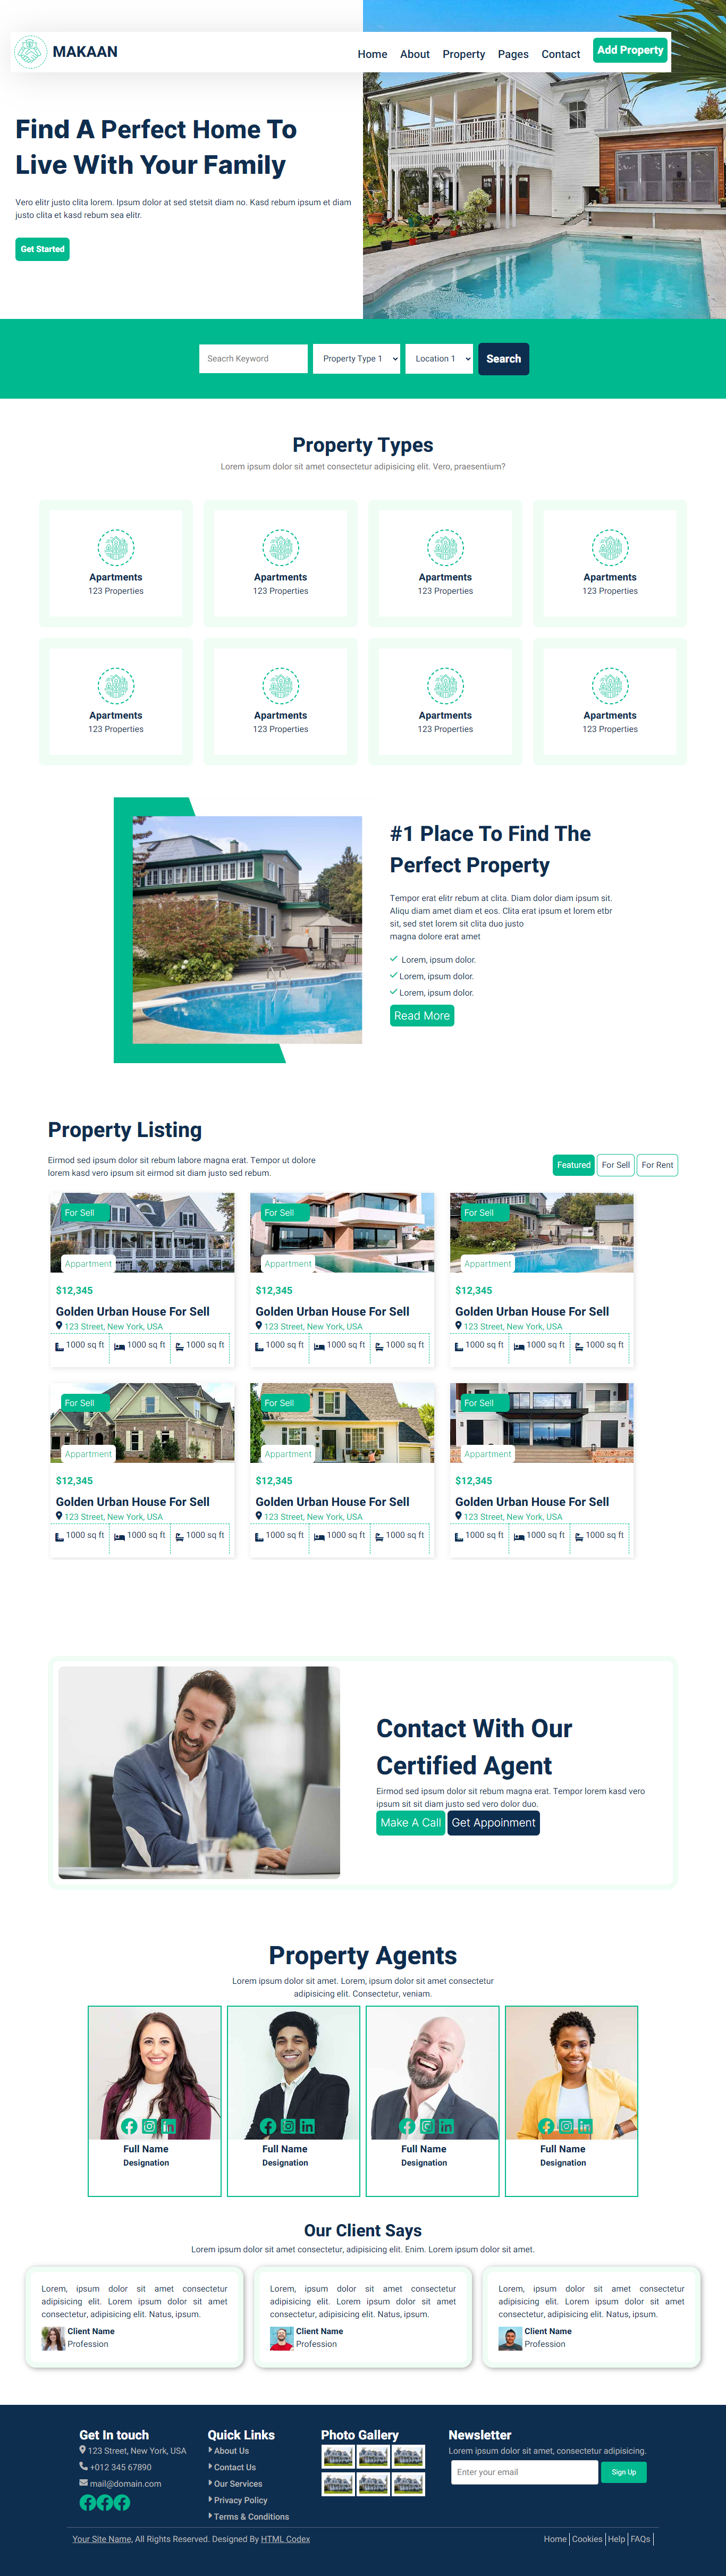 MAKAAN
Home About Property Pages Contact Add Property
Find A Perfect Home To
Live With Your Family
Vero elitr justo clita lorem. Ipsum dolor at sed stetsit diam no. Kasd rebum ipsum et diam
justo clita et kasd rebum sea elitr.
Get Started
Seacrh Keyword Property Type 1 Location 1 Search
Property Types
Lorem ipsum dolor sit amet consectetur adipisicing elit. Vero, praesentium?
Apartments Apartments Apartments Apartments
123 Properties 123 Properties 123 Properties 123 Properties
Apartments Apartments Apartments Apartments
123 Properties 123 Properties 123 Properties 123 Properties
#1 Place To Find The
Perfect Property
Tempor erat elitr rebum at clita. Diam dolor diam ipsum sit.
Aliqu diam amet diam et eos. Clita erat ipsum et lorem etbr
sit, sed stet lorem sit clita duo justo
magna dolore erat amet
Lorem, ipsum dolor.
Lorem, ipsum dolor.
Lorem, ipsum dolor.
Read More
Property Listing
Eirmod sed ipsum dolor sit rebum labore magna erat. Tempor ut dolore
lorem kasd vero ipsum sit eirmod sit diam justo sed rebum.
Featured For Sell For Rent
For Sell For Sell For Sell
Appartment Appartment Appartment
$12,345 $12,345 $12,345
Golden Urban House For Sell Golden Urban House For Sell Golden Urban House For Sell
123 Street, New York, USA 123 Street, New York, USA 123 Street, New York, USA
1000 sq ft 1000 sq ft 1000 sq ft 1000 sq ft 1000 sq ft 1000 sq ft 1000 sq ft 1000 sq ft 1000 sq ft
For Sell For Sell For Sell
Appartment Appartment Appartment
$12,345 $12,345 $12,345
Golden Urban House For Sell Golden Urban House For Sell Golden Urban House For Sell
123 Street, New York, USA 123 Street, New York, USA 123 Street, New York, USA
1000 sq ft 1000 sq ft 1000 sq ft 1000 sq ft 1000 sq ft 1000 sq ft 1000 sq ft 1000 sq ft 1000 sq ft
Contact With Our
Certified Agent
Eirmod sed ipsum dolor sit rebum magna erat. Tempor lorem kasd vero
ipsum sit sit diam justo sed vero dolor duo.
Make A Call Get Appoinment
Property Agents
Lorem ipsum dolor sit amet. Lorem, ipsum dolor sit amet consectetur
adipisicing elit. Consectetur, veniam.
Full Name Full Name Full Name Full Name
Designation Designation Designation Designation
Our Client Says
Lorem ipsum dolor sit amet consectetur, adipisicing elit. Enim. Lorem ipsum dolor sit amet.
Lorem, ipsum dolor sit amet consectetur
adipisicing elit. Lorem ipsum dolor sit amet
consectetur, adipisicing elit. Natus, ipsum.
Client Name
Profession
Lorem, ipsum dolor sit amet consectetur
adipisicing elit. Lorem ipsum dolor sit amet
consectetur, adipisicing elit. Natus, ipsum.
Client Name
Profession
Lorem, ipsum dolor sit amet consectetur
adipisicing elit. Lorem ipsum dolor sit amet
consectetur, adipisicing elit. Natus, ipsum.
Client Name
Profession
Get In touch
123 Street, New York, USA
+012 345 67890
mail@domain.com
Quick Links
About Us
Contact Us
Our Services
Privacy Policy
Terms & Conditions
Photo Gallery
Newsletter
Lorem ipsum dolor sit amet, consectetur adipisicing.
Enter your email Sign Up
Your Site Name, All Rights Reserved. Designed By HTML Codex
Home Cookies Help FAQs